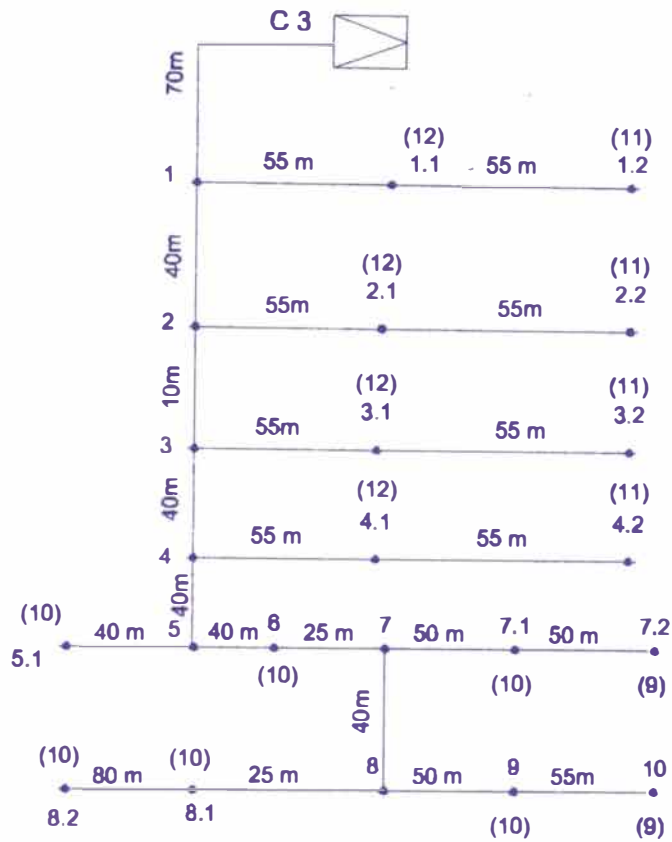 C 3
70m
(12) (11)
55 m 1.1 55 m 1.2
1
40m
(12) (11)
2.1 2.2
55m 55m
2
10m
(12) (11)
3.1 3.2
55m 55 m
3
40m
(12) (11)
4.1 4.2
55 m 55 m
4
40m
(10) 40 m 5 40 m 6 25 m 7 50 m 7.1 50 m 7.2
5.1 (10) (10) (9)
40m
(10) (10) 8 9 10
80 m 25 m 50 m 55m
8.2 8.1 (10) (9)